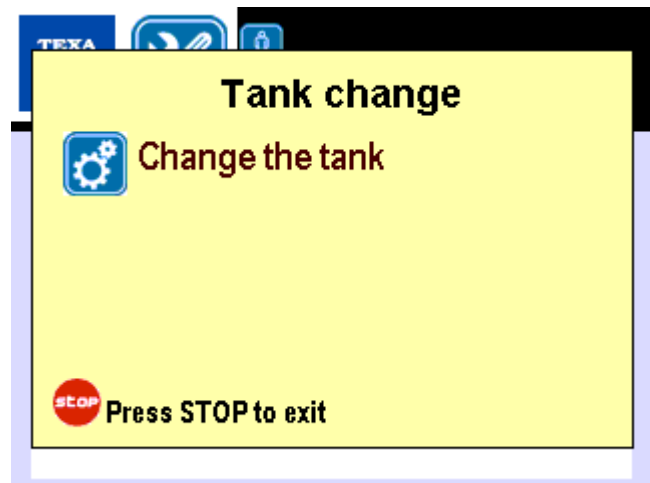 TEXA
Tank change
Change the tank
stop
Press STOP to exit